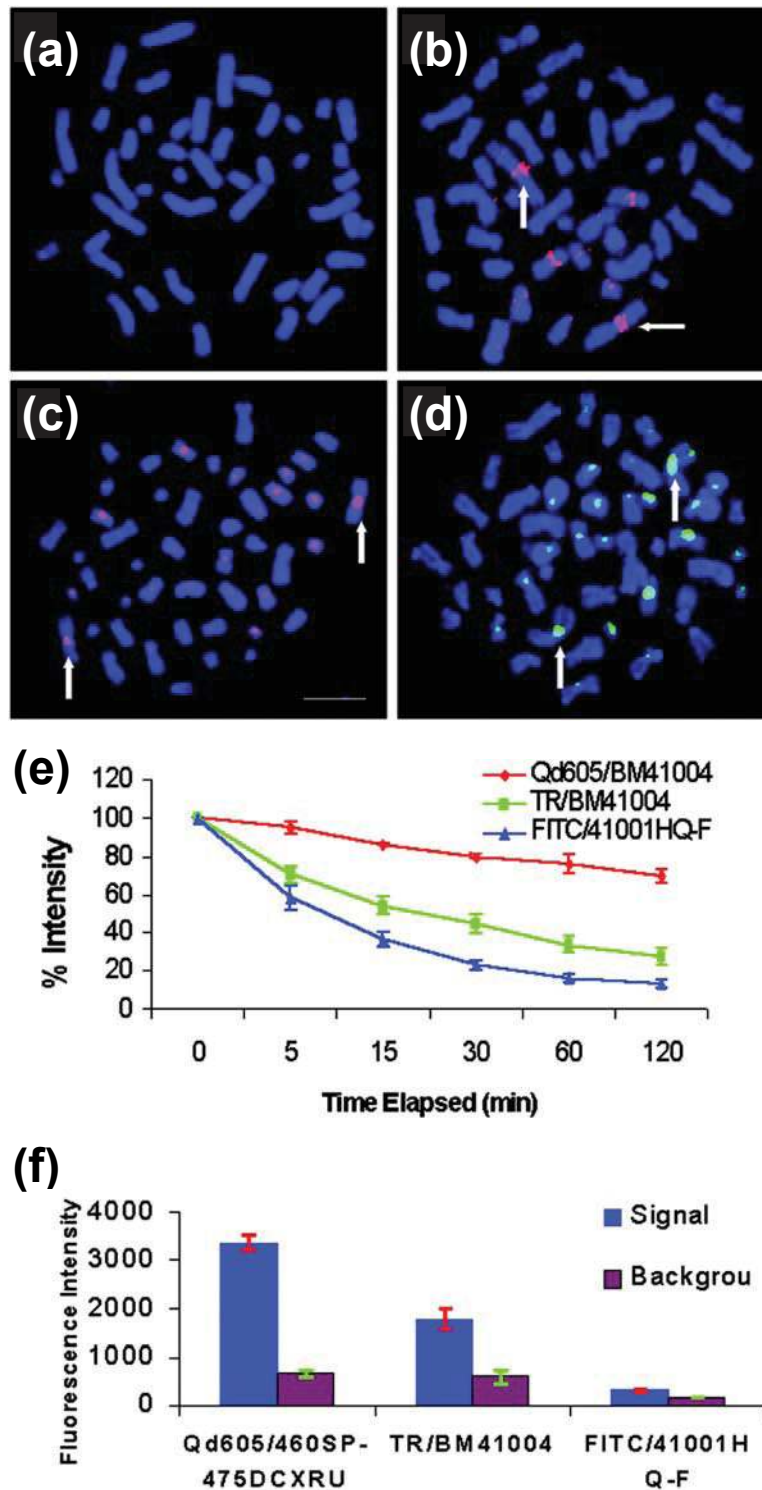 (a)
(b)
(c)
(d)
(e)
120
100
80
60
40
20
0
% Intensity
Qd605/BM41004
TR/BM41004
FITC/41001HQ-F
0 5 15 30 60 120
Time Elapsed (min)
(f)
4000
3000
2000
1000
0
Fluorescence Intensity
Signal
Backgrou
Qd605/460SP-
475DCXRU
TR/BM41004
FITC/41001H
Q-F